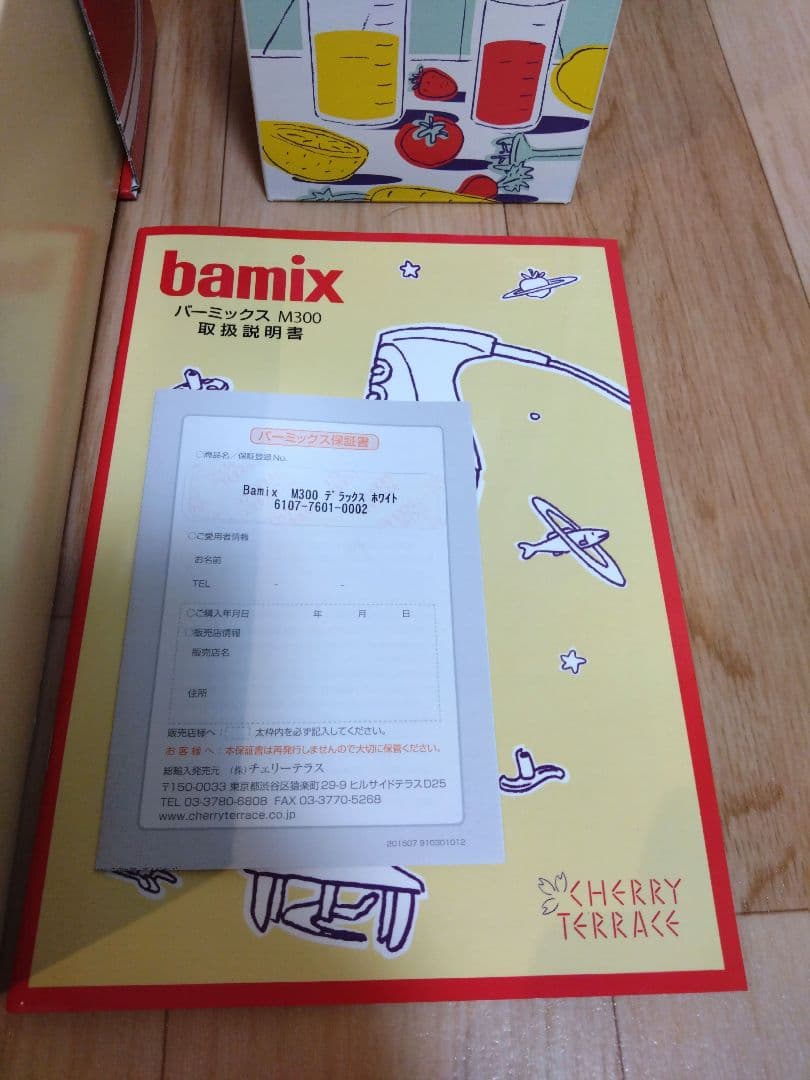 bamix
バーミックス M300
取扱説明書
バーミックス保証書
○商品名/保証登録No.
Bamix M300 デラックス ホワイト
6107-7601-0002
○ご愛用者情報
お名前
TEL - -
○ご購入年月日 年 月 日
○販売店情報
販売店名
住所
販売店様へ: 太枠内を必ず記入してください。
お客様へ:本保証書は再発行しませんので大切に保管ください。
総輸入発売元 (株)チェリーテラス
〒150-0033 東京都渋谷区猿楽町29-9 ヒルサイドテラスD25
TEL 03-3780-6808 FAX 03-3770-5268
www.cherryterrace.co.jp
201507 910301012
CHERRY
TERRACE